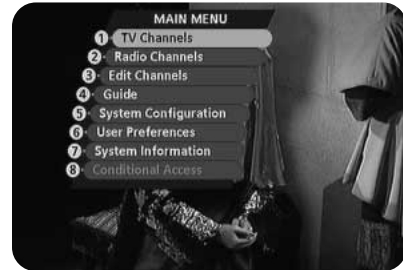 MAIN MENU
1 TV Channels
2 Radio Channels
3 Edit Channels
4 Guide
5 System Configuration
6 User Preferences
7 System Information
8 Conditional Access